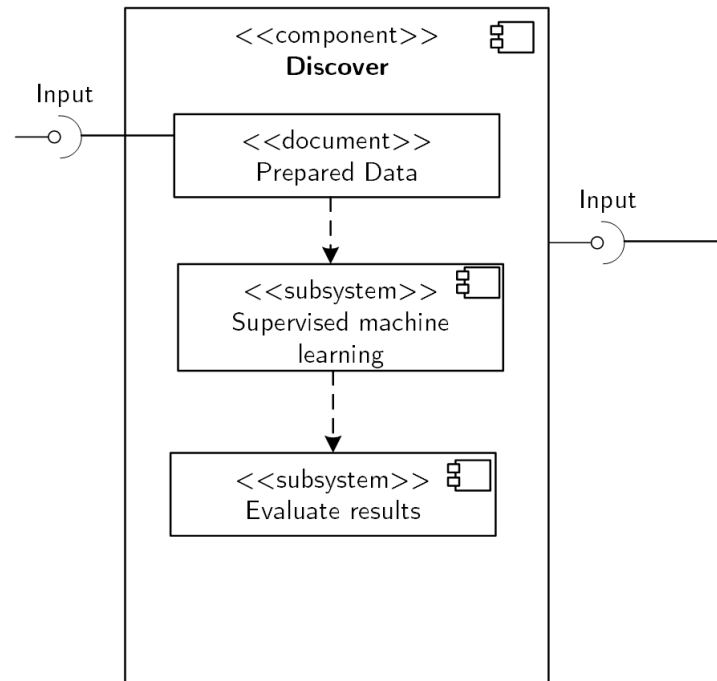 <<component>>
Discover
Input
<<document>>
Prepared Data
Input
<<subsystem>>
Supervised machine
learning
<<subsystem>>
Evaluate results